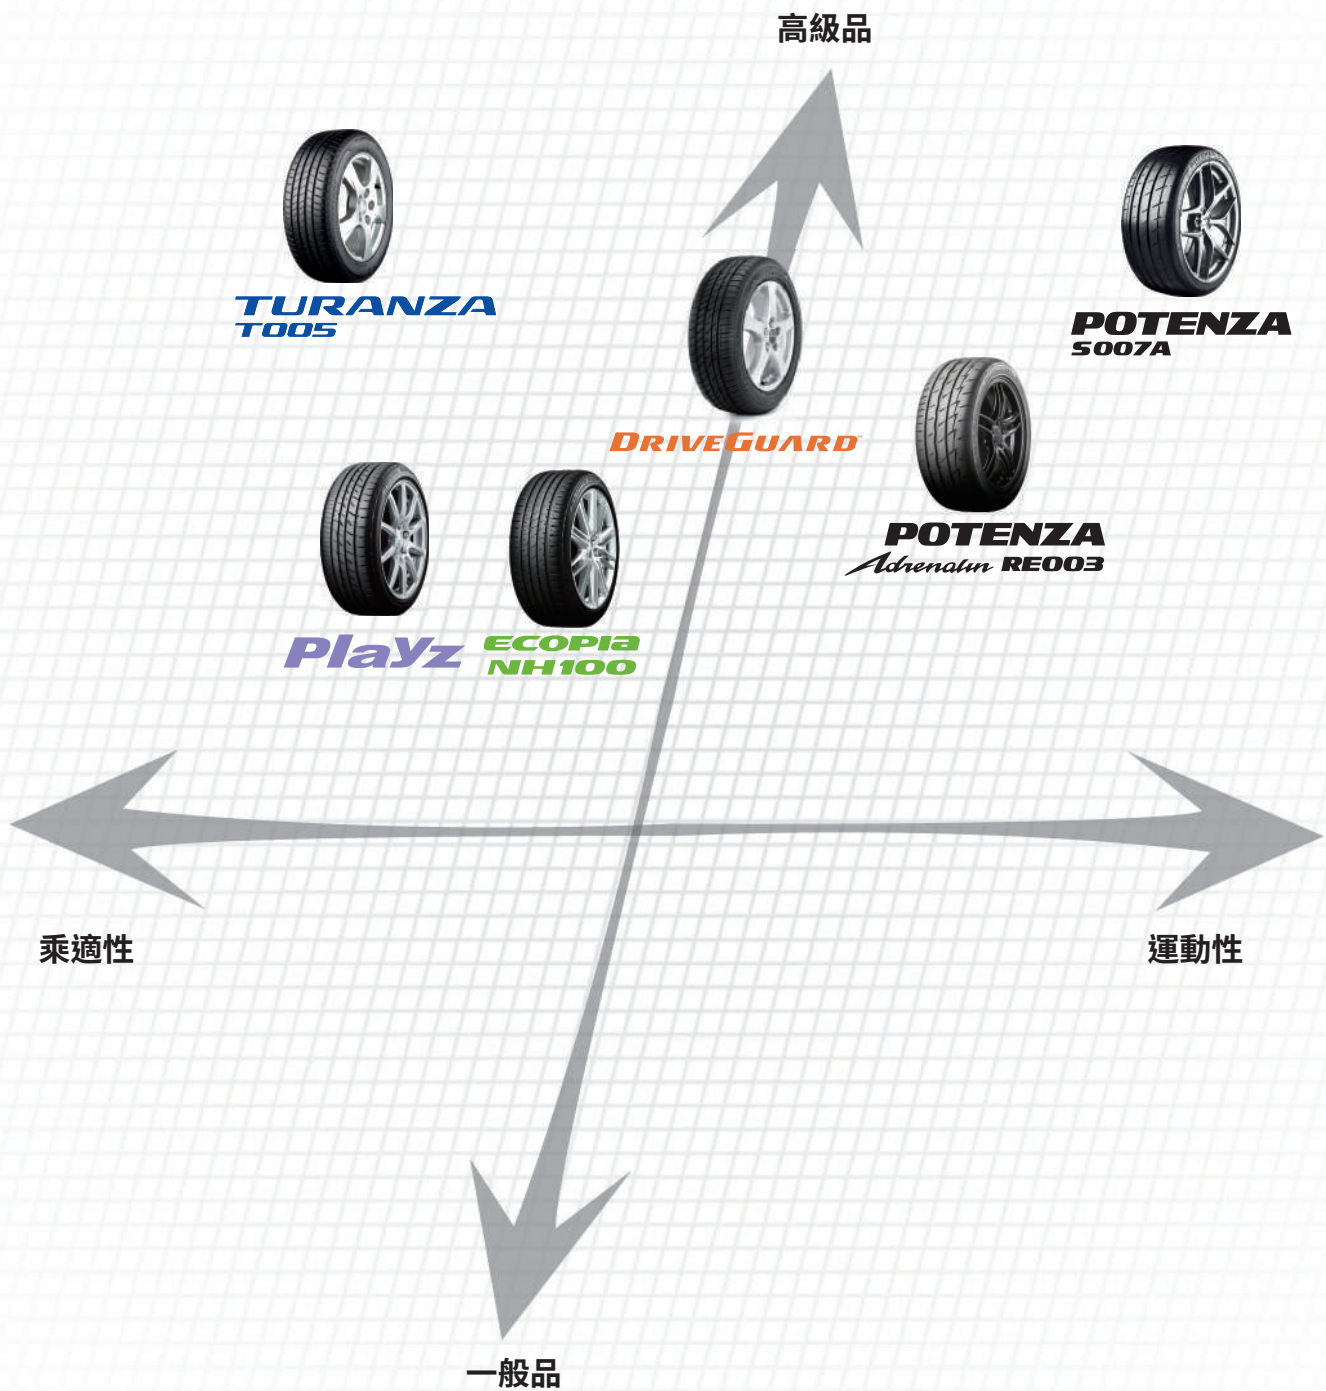 高級品
TURANZA
T005
POTENZA
S007A
DRIVEGUARD
POTENZA
Adrenalin RE003
Playz
ECOPIA
NH100
乘適性
運動性
一般品